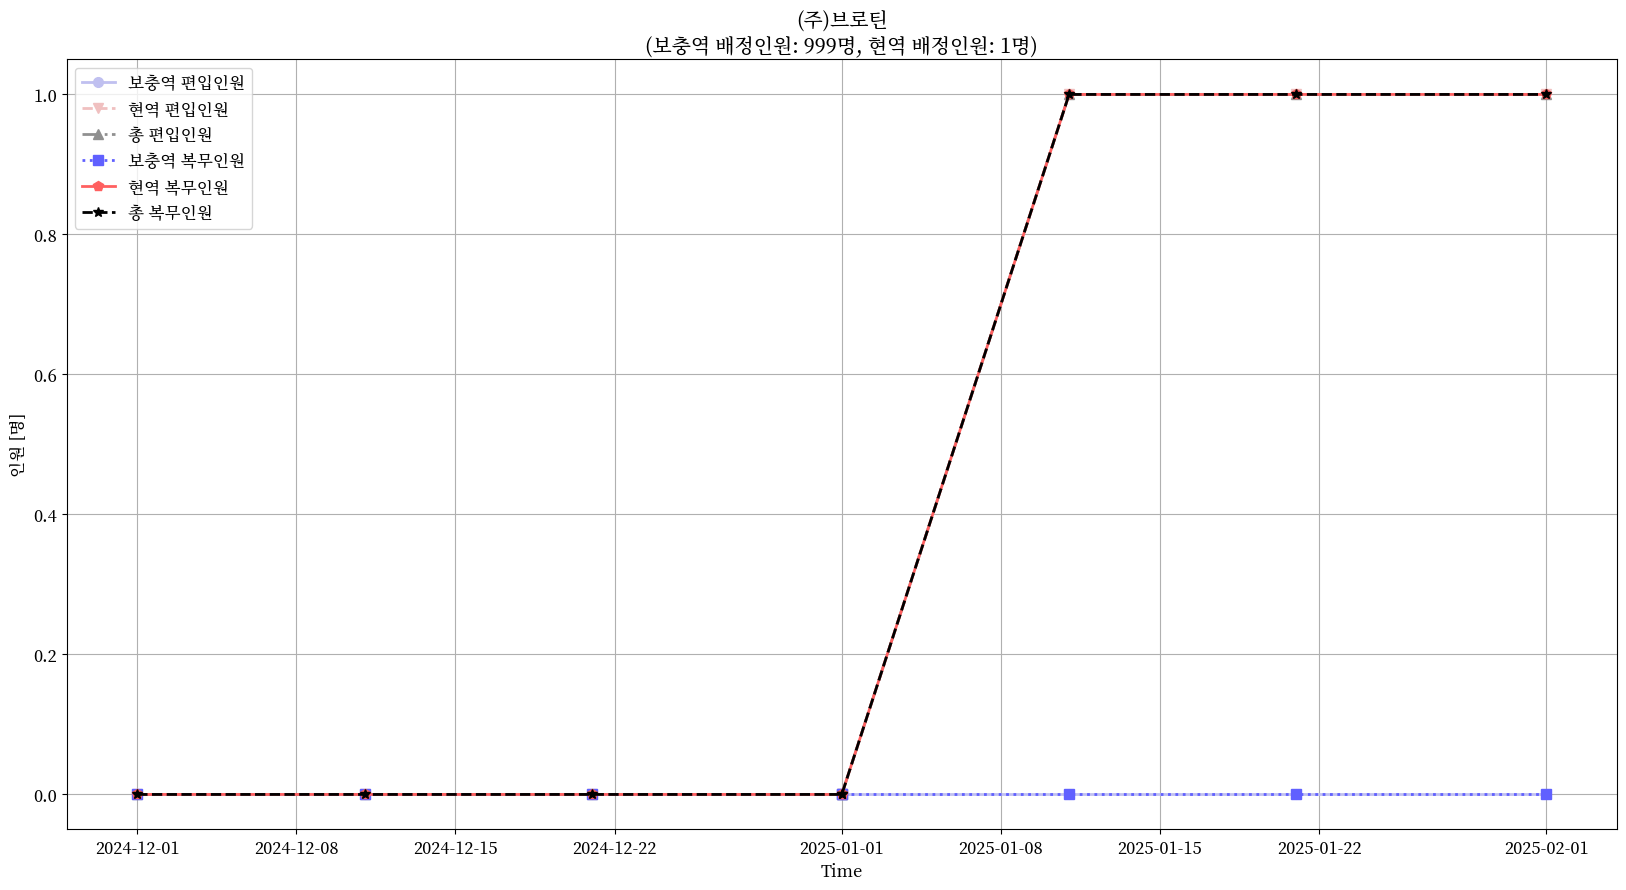 (주)브로틴
(보충역 배정인원: 999명, 현역 배정인원: 1명)
보충역 편입인원
현역 편입인원
총 편입인원
보충역 복무인원
현역 복무인원
총 복무인원
1.0
0.8
0.6
0.4
0.2
0.0
인원 [명]
2024-12-01
2024-12-08
2024-12-15
2024-12-22
2025-01-01
2025-01-08
2025-01-15
2025-01-22
2025-02-01
Time